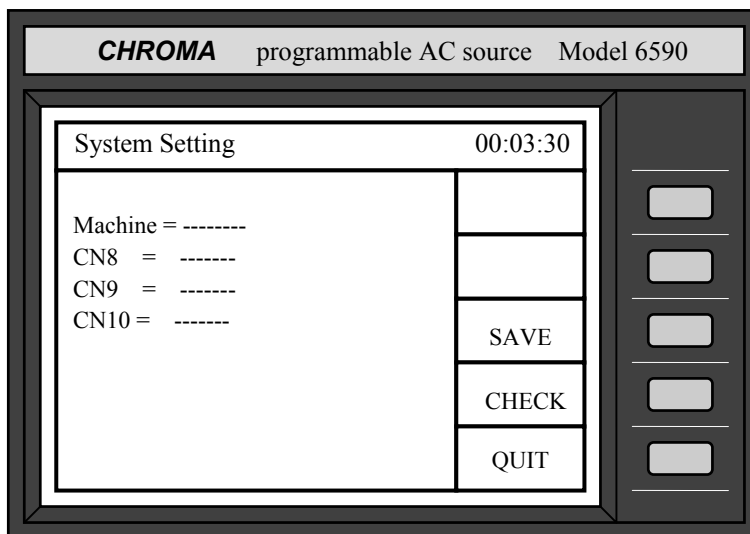 CHROMA programmable AC source Model 6590
System Setting 00:03:30
Machine = --------
CN8 = -------
CN9 = -------
CN10 = -------
SAVE
CHECK
QUIT